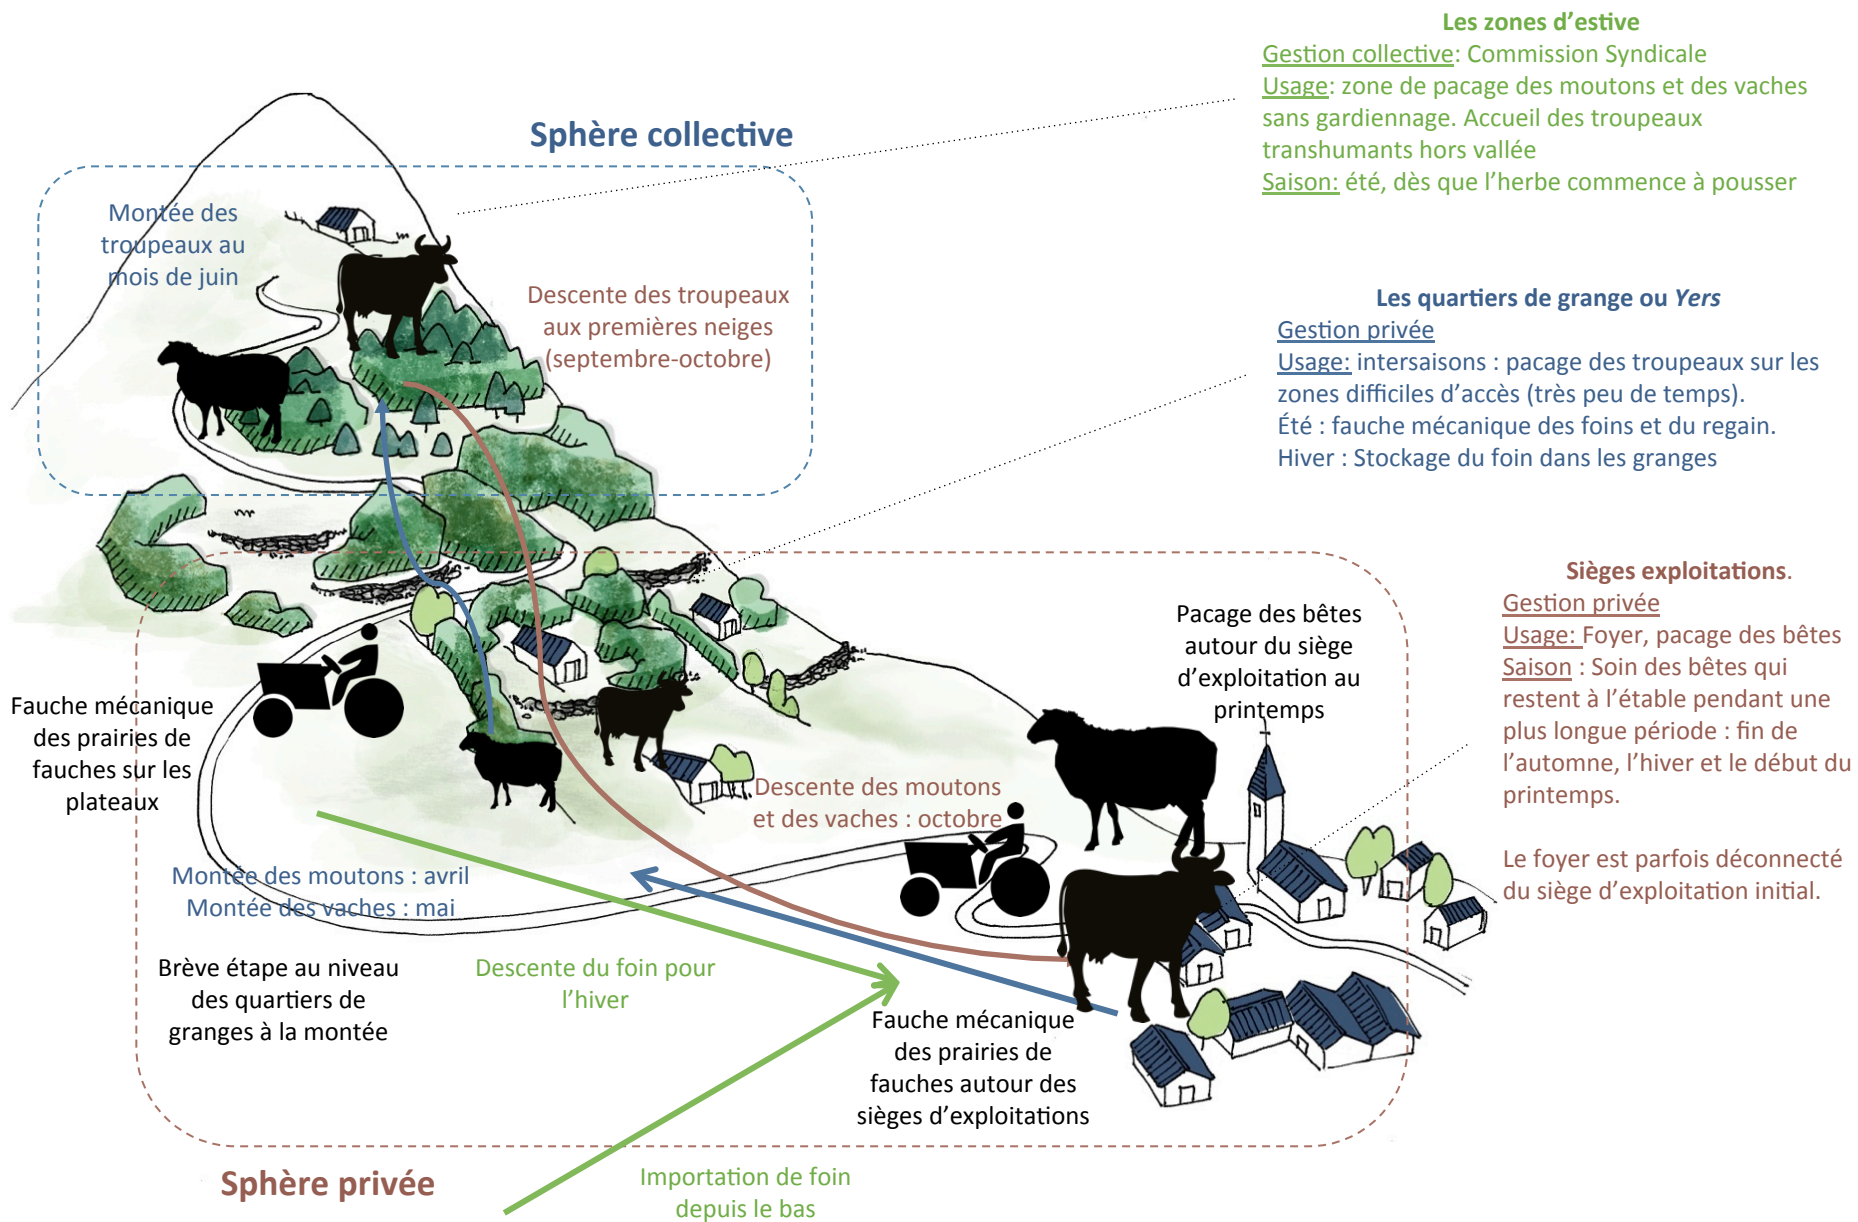 Les zones d’estive
Gestion collective: Commission Syndicale
Usage: zone de pacage des moutons et des vaches
sans gardiennage. Accueil des troupeaux
transhumants hors vallée
Saison: été, dès que l’herbe commence à pousser
Sphère collective
Montée des
troupeaux au
mois de juin
Descente des troupeaux
aux premières neiges
(septembre-octobre)
Les quartiers de grange ou Yers
Gestion privée
Usage: intersaisons : pacage des troupeaux sur les
zones difficiles d’accès (très peu de temps).
Été : fauche mécanique des foins et du regain.
Hiver : Stockage du foin dans les granges
Sièges exploitations.
Gestion privée
Usage: Foyer, pacage des bêtes
Saison : Soin des bêtes qui
restent à l’étable pendant une
plus longue période : fin de
l’automne, l’hiver et le début du
printemps.
Le foyer est parfois déconnecté
du siège d’exploitation initial.
Pacage des bêtes
autour du siège
d’exploitation au
printemps
Fauche mécanique
des prairies de
fauches sur les
plateaux
Descente des moutons
et des vaches : octobre
Montée des moutons : avril
Montée des vaches : mai
Brève étape au niveau
des quartiers de
granges à la montée
Descente du foin pour
l’hiver
Fauche mécanique
des prairies de
fauches autour des
sièges d’exploitations
Sphère privée
Importation de foin
depuis le bas